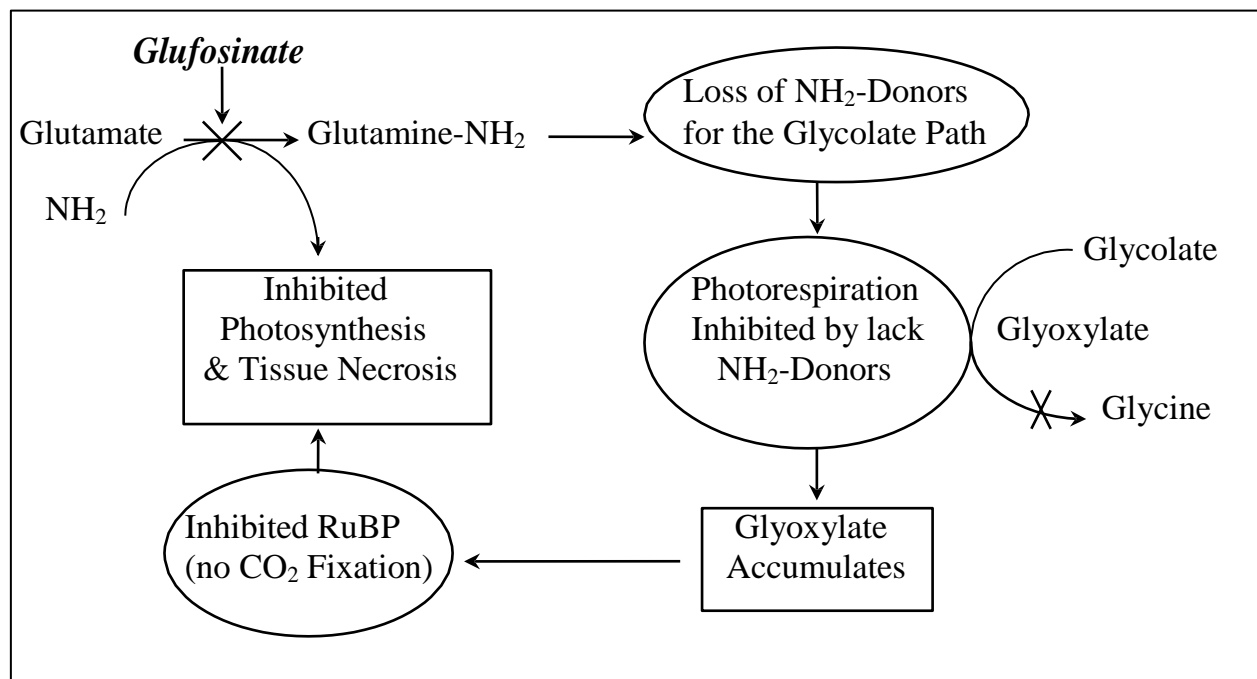 Glufosinate
Glutamate
Glutamine-NH₂
NH₂
Loss of NH₂-Donors
for the Glycolate Path
Inhibited
Photosynthesis
& Tissue Necrosis
Photorespiration
Inhibited by lack
NH₂-Donors
Glycolate
Glyoxylate
Glycine
Inhibited RuBP
(no CO₂ Fixation)
Glyoxylate
Accumulates